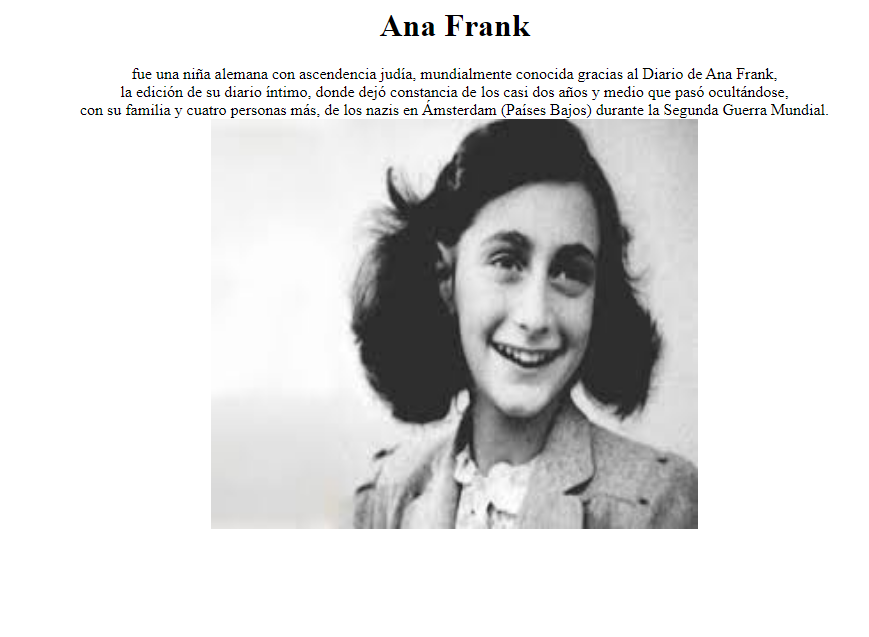 Ana Frank
fue una niña alemana con ascendencia judía, mundialmente conocida gracias al Diario de Ana Frank,
la edición de su diario íntimo, donde dejó constancia de los casi dos años y medio que pasó ocultándose,
con su familia y cuatro personas más, de los nazis en Ámsterdam (Países Bajos) durante la Segunda Guerra Mundial.